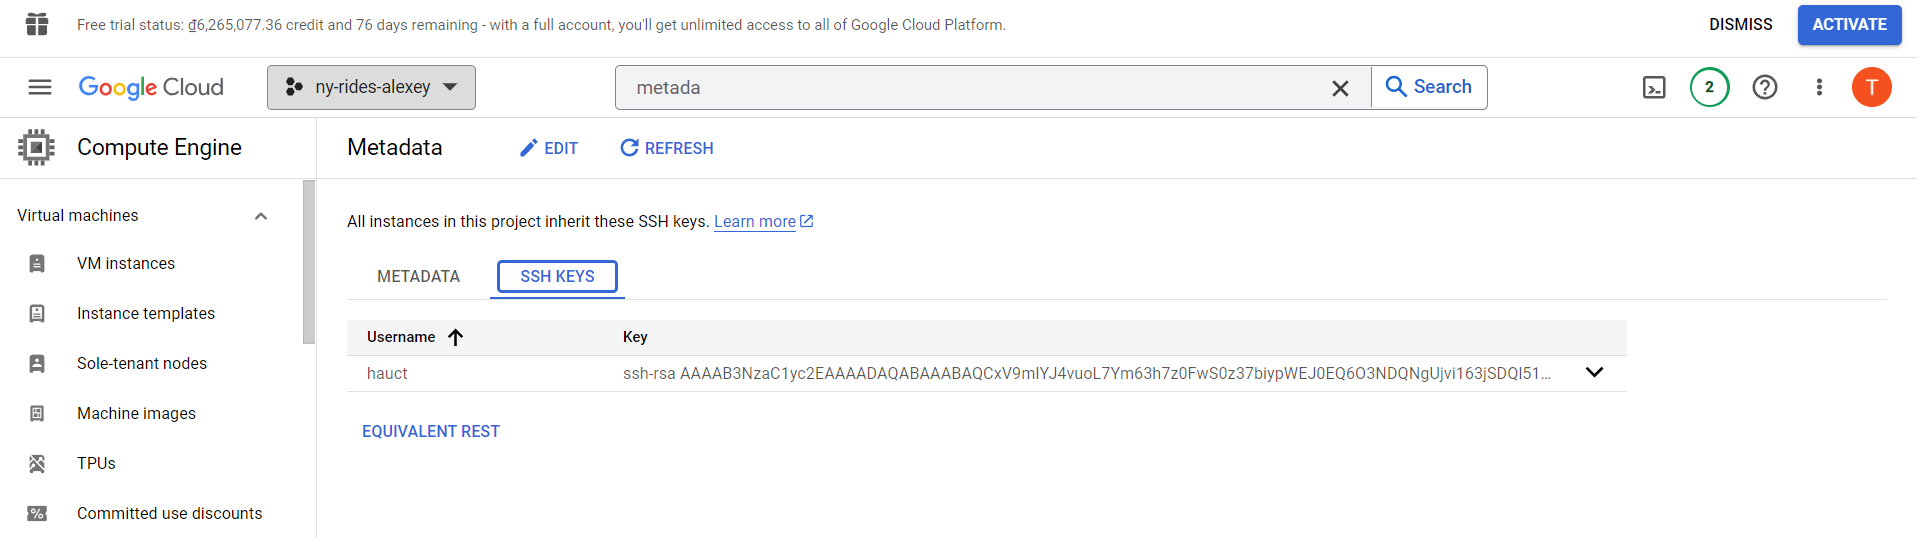 Free trial status: ₫6,265,077.36 credit and 76 days remaining - with a full account, you'll get unlimited access to all of Google Cloud Platform.
DISMISS
ACTIVATE
Google Cloud
ny-rides-alexey
metada
Search
2
T
Compute Engine
Metadata
EDIT
REFRESH
Virtual machines
VM instances
Instance templates
Sole-tenant nodes
Machine images
TPUs
Committed use discounts
All instances in this project inherit these SSH keys. Learn more
METADATA
SSH KEYS
Username
Key
hauct
ssh-rsa AAAAB3NzaC1yc2EAAAADAQABAAABAQCxV9mIYJ4vuoL7Ym63h7z0FwS0z37biypWEJ0EQ6O3NDQNgUjvi163jSDQI51...
EQUIVALENT REST